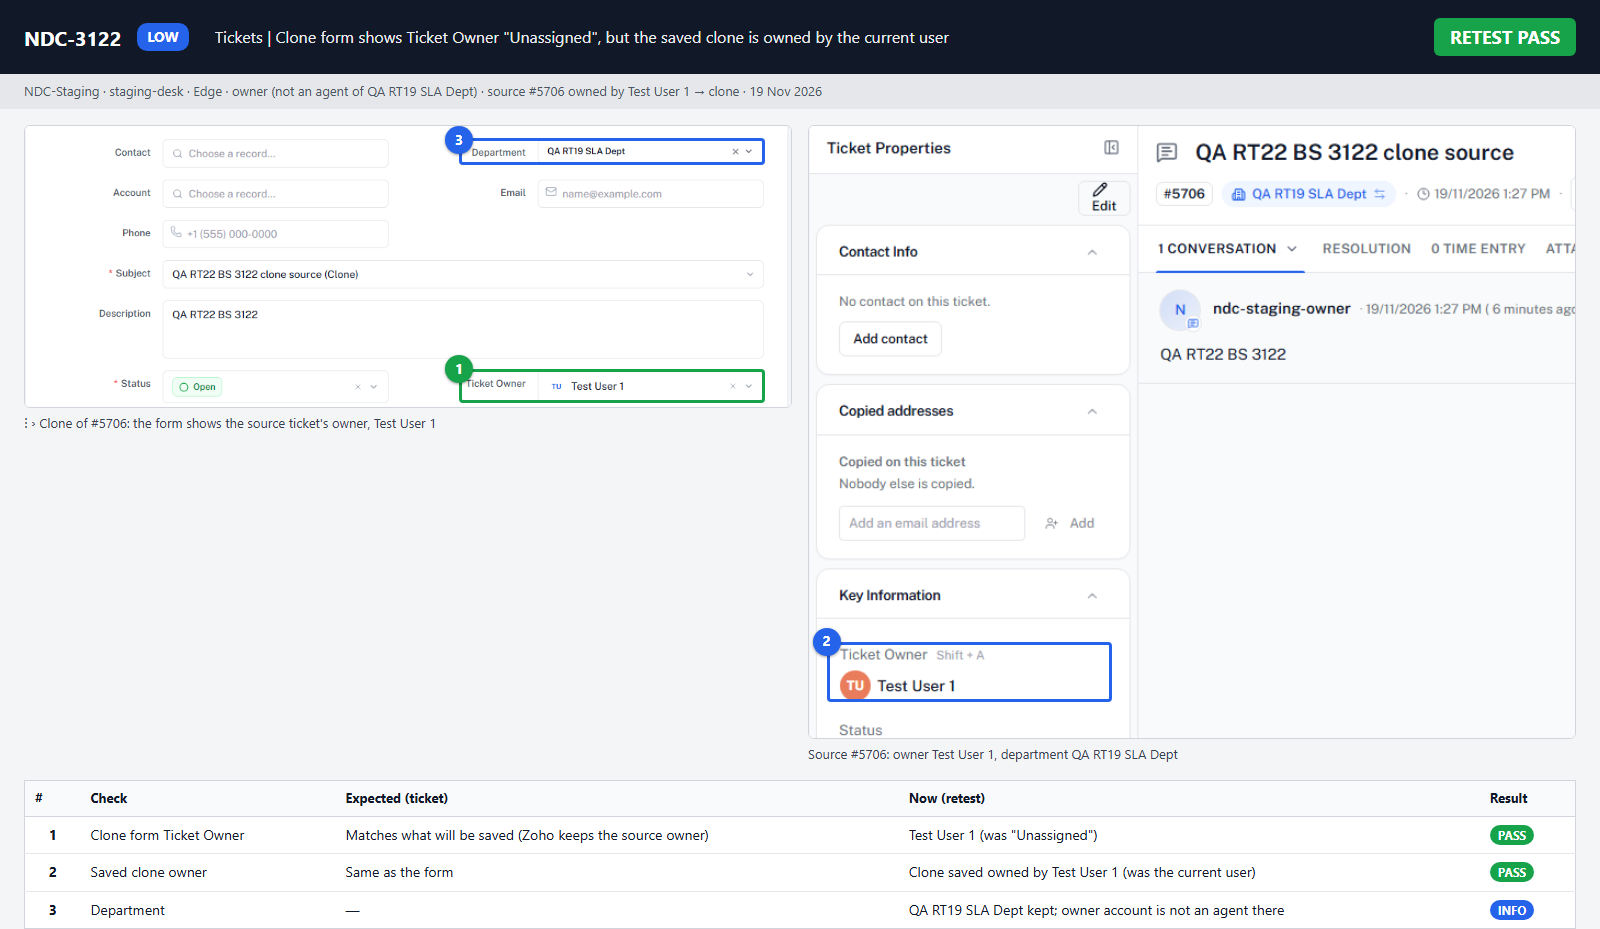 NDC-3122 LOW Tickets | Clone form shows Ticket Owner "Unassigned", but the saved clone is owned by the current user RETEST PASS
NDC-Staging · staging-desk · Edge · owner (not an agent of QA RT19 SLA Dept) · source #5706 owned by Test User 1 → clone · 19 Nov 2026
Contact Choose a record...
3 Department QA RT19 SLA Dept
Account Choose a record...
Email name@example.com
Phone +1 (555) 000-0000
* Subject QA RT22 BS 3122 clone source (Clone)
Description QA RT22 BS 3122
* Status Open
1 Ticket Owner TU Test User 1
⋮ › Clone of #5706: the form shows the source ticket's owner, Test User 1
Ticket Properties
Edit
Contact Info
No contact on this ticket.
Add contact
Copied addresses
Copied on this ticket
Nobody else is copied.
Add an email address Add
Key Information
2
Ticket Owner Shift + A
TU Test User 1
Status
QA RT22 BS 3122 clone source
#5706 QA RT19 SLA Dept · 19/11/2026 1:27 PM ·
1 CONVERSATION RESOLUTION 0 TIME ENTRY ATTA
N ndc-staging-owner · 19/11/2026 1:27 PM ( 6 minutes ago
QA RT22 BS 3122
Source #5706: owner Test User 1, department QA RT19 SLA Dept
# Check Expected (ticket) Now (retest) Result
1 Clone form Ticket Owner Matches what will be saved (Zoho keeps the source owner) Test User 1 (was "Unassigned") PASS
2 Saved clone owner Same as the form Clone saved owned by Test User 1 (was the current user) PASS
3 Department — QA RT19 SLA Dept kept; owner account is not an agent there INFO